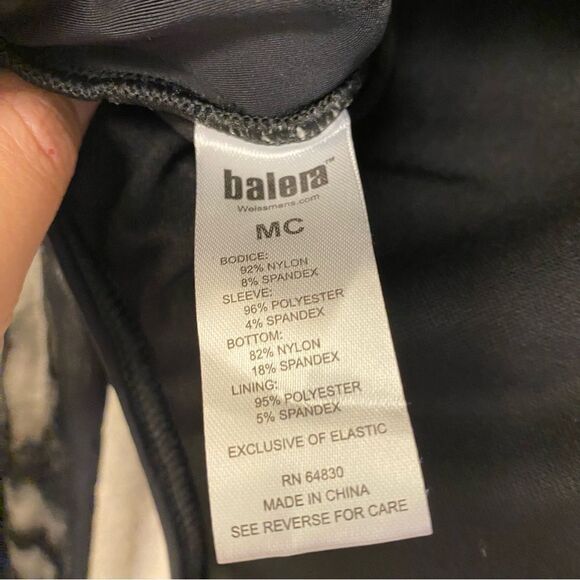 balera™
Weissmans.com
MC
BODICE:
92% NYLON
8% SPANDEX
SLEEVE:
96% POLYESTER
4% SPANDEX
BOTTOM:
82% NYLON
18% SPANDEX
LINING:
95% POLYESTER
5% SPANDEX
EXCLUSIVE OF ELASTIC
RN 64830
MADE IN CHINA
SEE REVERSE FOR CARE